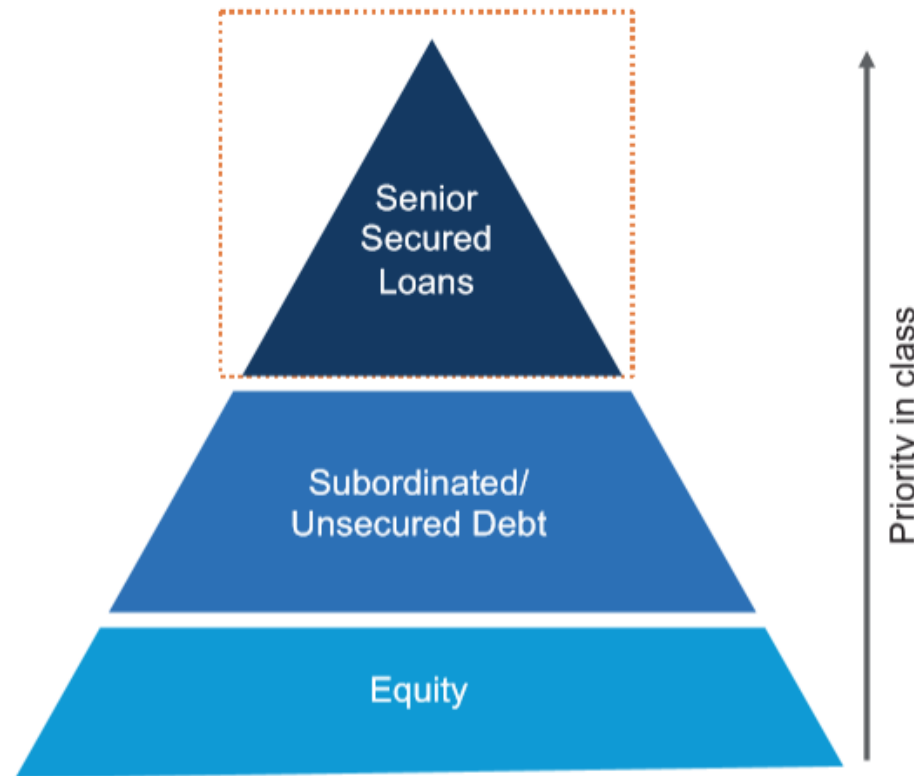 Senior
Secured
Loans
Subordinated/
Unsecured Debt
Equity
Priority in class